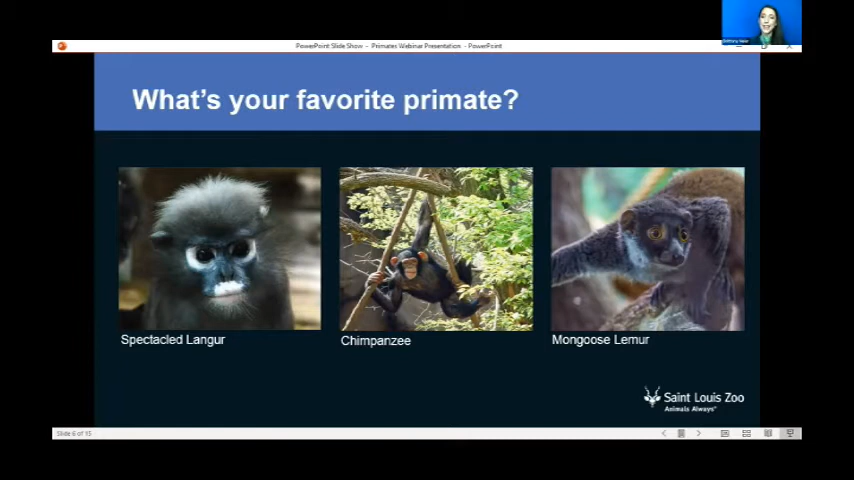 PowerPoint Slide Show - Primates Webinar Presentation - PowerPoint
What's your favorite primate?
Spectacled Langur
Chimpanzee
Mongoose Lemur
Saint Louis Zoo
Animals Always®
Slide 6 of 15